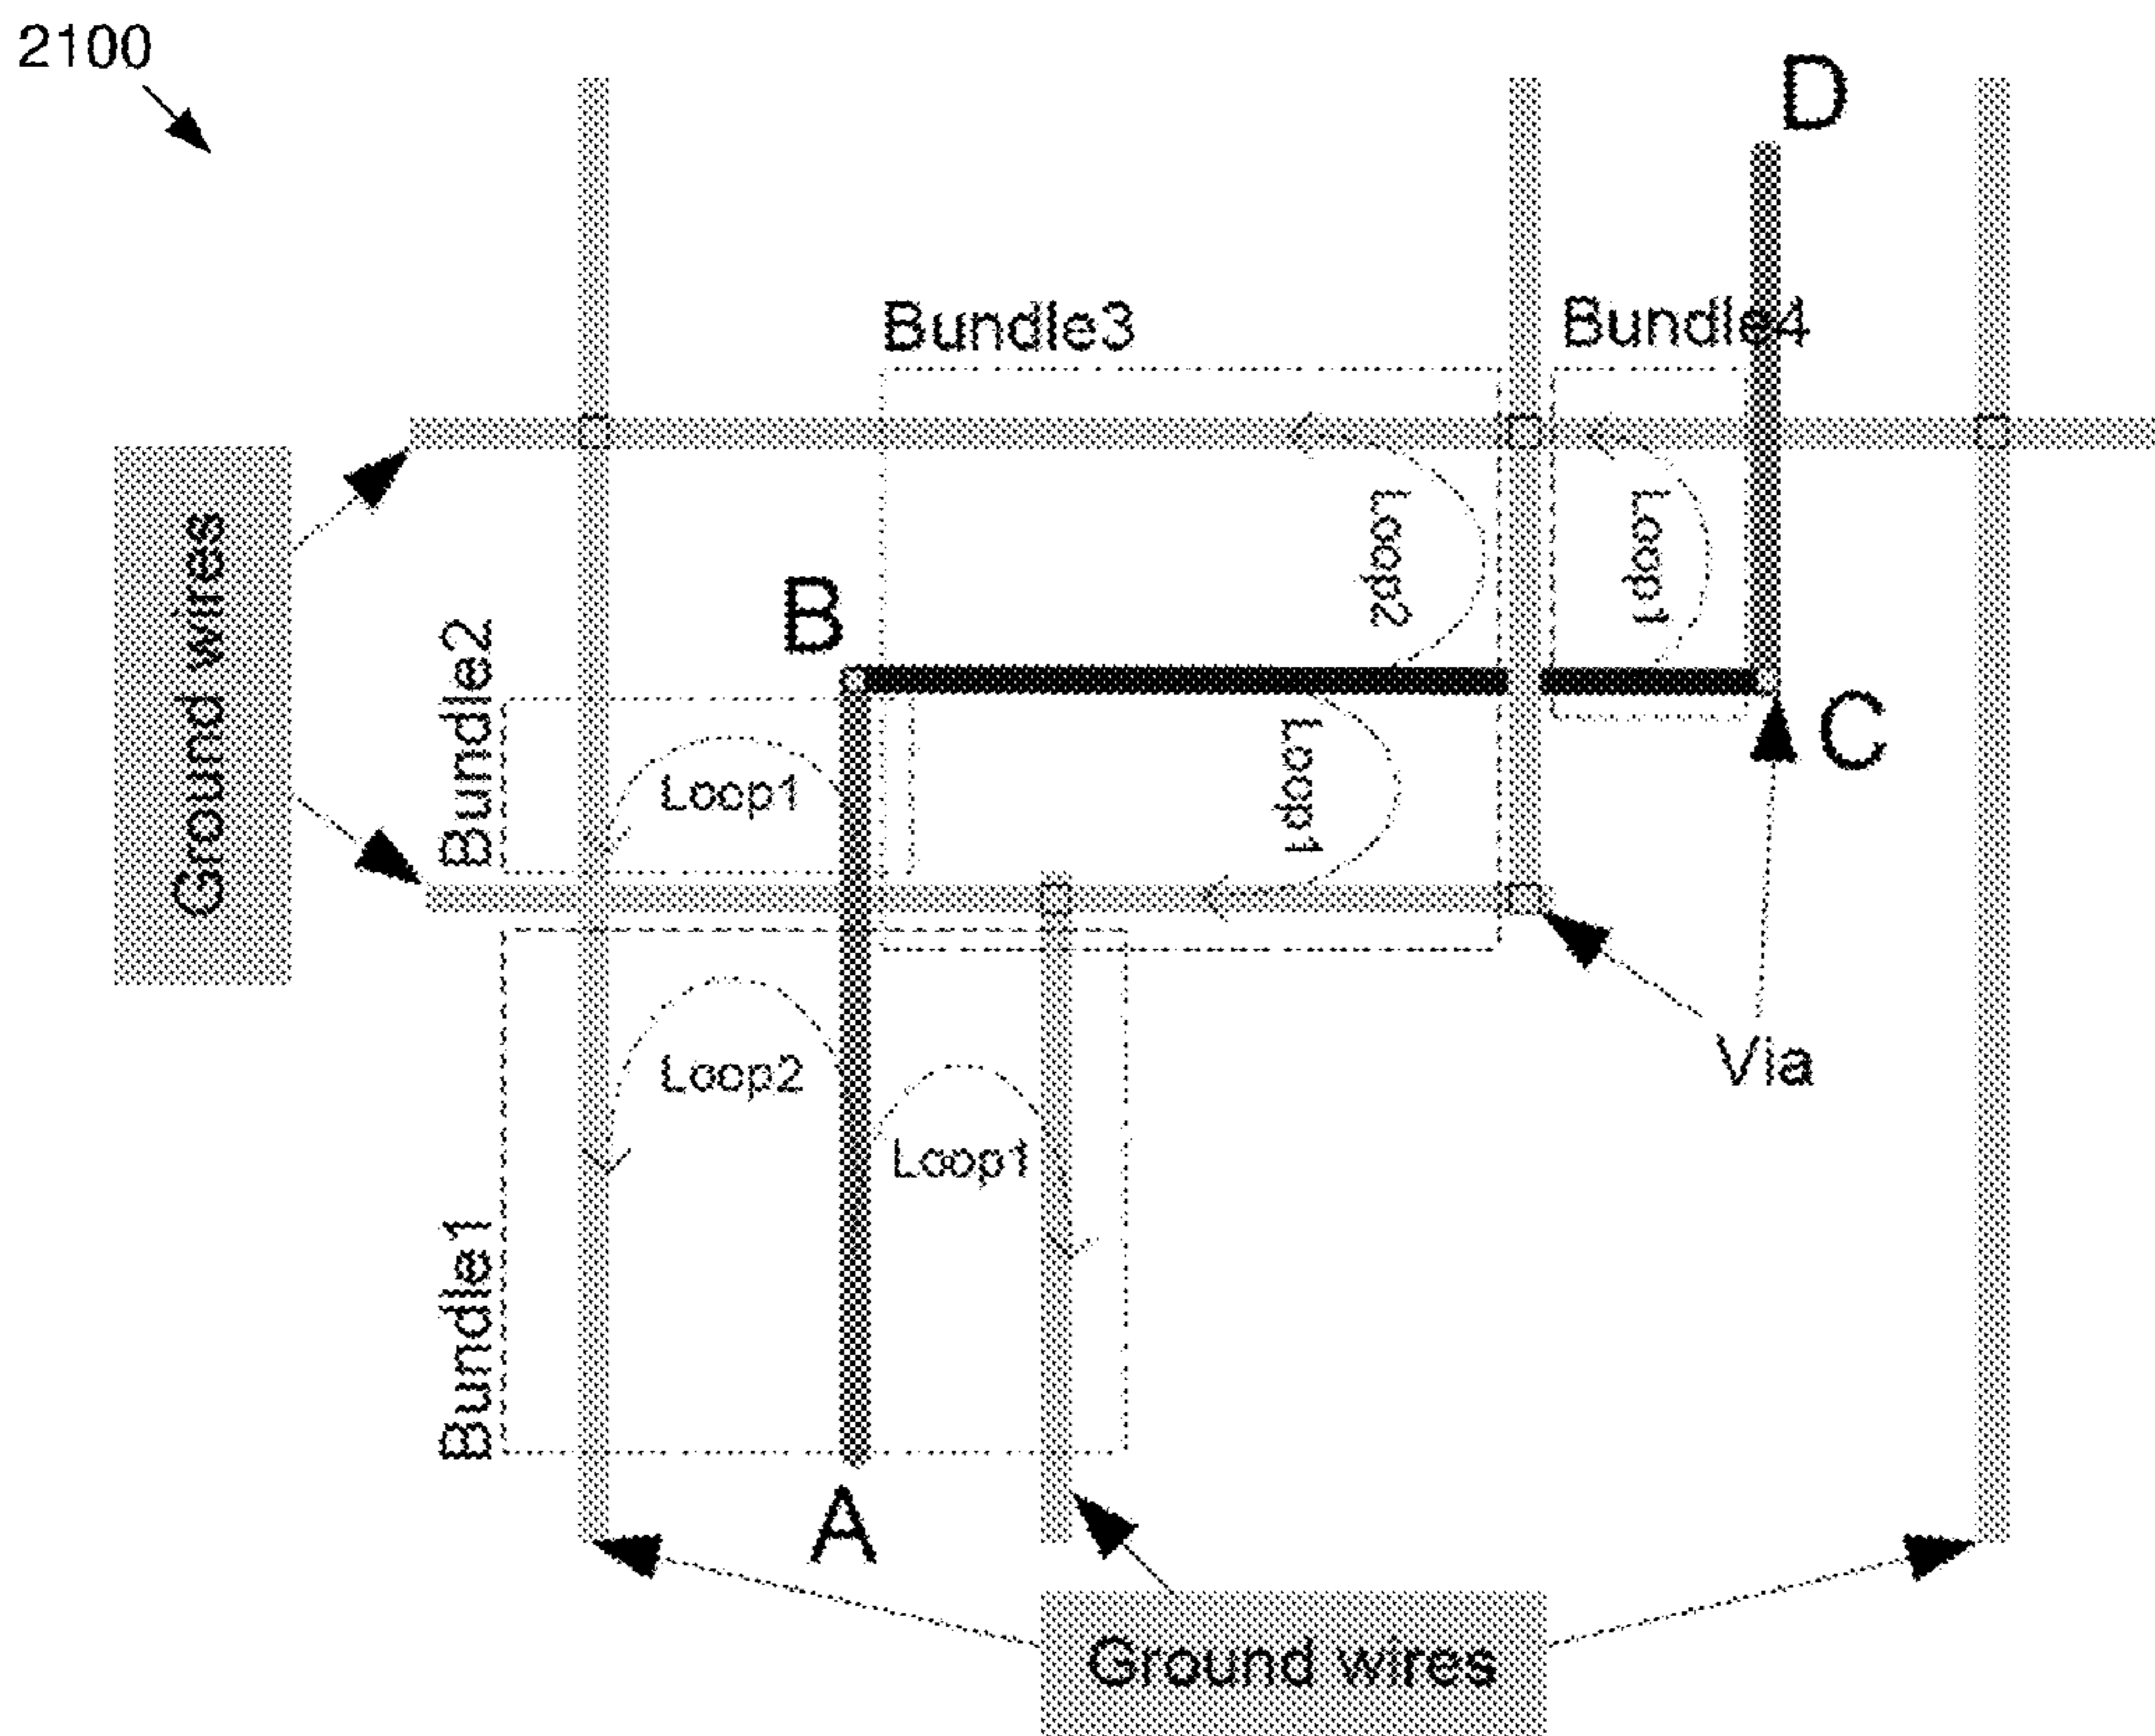 2100
D
Bundle3
Bundle4
Ground wires
Loop2
Loop1
B
Bundle2
Loop1
Loop1
C
Via
Loop2
Loop1
Bundle1
A
Ground wires